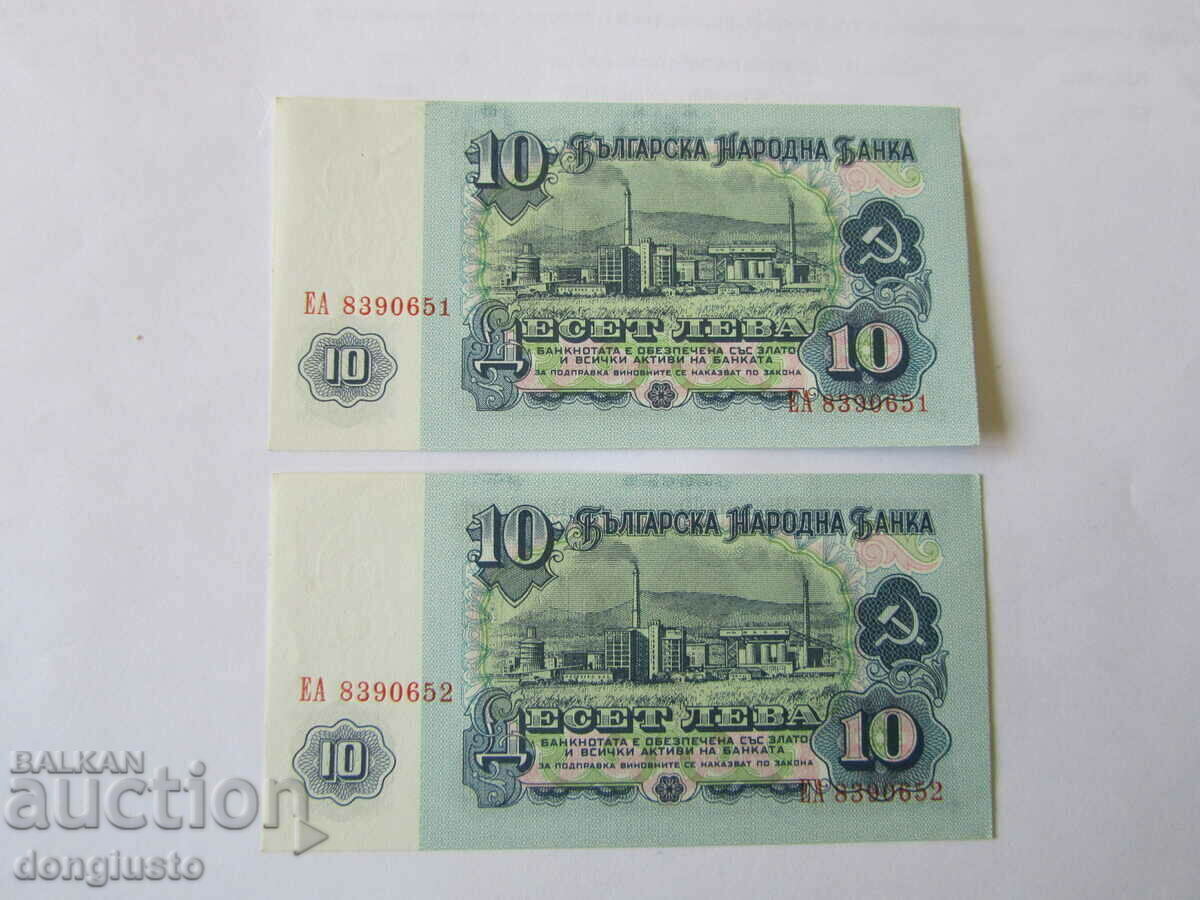 10 БЪЛГАРСКА НАРОДНА БАНКА
ЕА 8390651
ДЕСЕТ ЛЕВА
БАНКНОТАТА Е ОБЕЗПЕЧЕНА СЪС ЗЛАТО
И ВСИЧКИ АКТИВИ НА БАНКАТА
ЗА ПОДПРАВКА ВИНОВНИТЕ СЕ НАКАЗВАТ ПО ЗАКОНА
10
10
ЕА 8390651
10 БЪЛГАРСКА НАРОДНА БАНКА
ЕА 8390652
ДЕСЕТ ЛЕВА
БАНКНОТАТА Е ОБЕЗПЕЧЕНА СЪС ЗЛАТО
И ВСИЧКИ АКТИВИ НА БАНКАТА
ЗА ПОДПРАВКА ВИНОВНИТЕ СЕ НАКАЗВАТ ПО ЗАКОНА
10
10
ЕА 8390652
BALKAN
auction
dongiusto